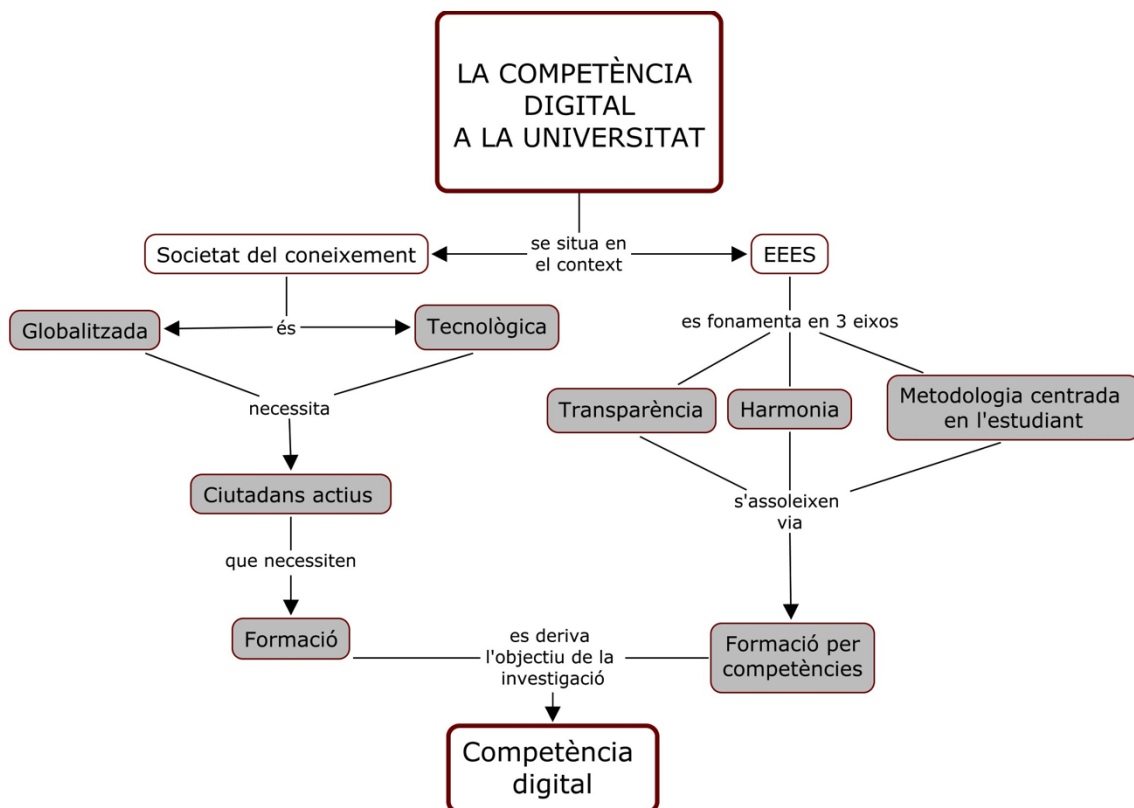 LA COMPETÈNCIA
DIGITAL
A LA UNIVERSITAT
Societat del coneixement
se situa en
el context
EEES
Globalitzada
és
Tecnològica
es fonamenta en 3 eixos
necessita
Transparència
Harmonia
Metodologia centrada
en l'estudiant
Ciutadans actius
s'assoleixen
via
que necessiten
Formació
es deriva
l'objectiu de la
investigació
Formació per
competències
Competència
digital